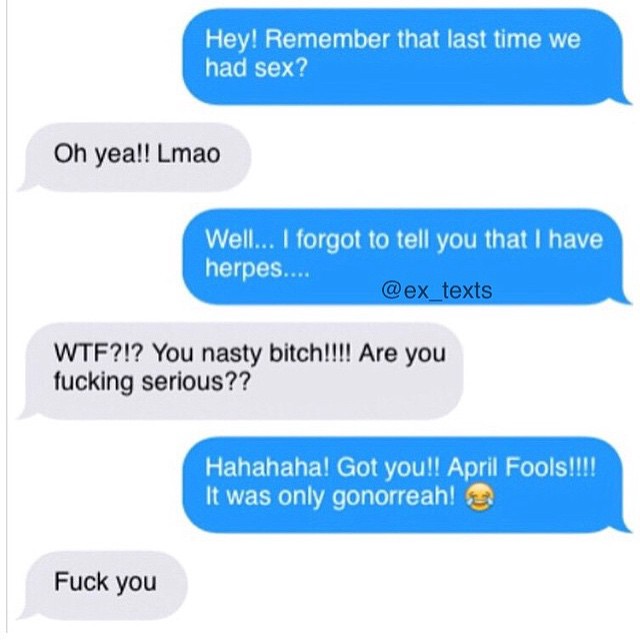 Hey! Remember that last time we
had sex?
Oh yea!! Lmao
Well... I forgot to tell you that I have
herpes....
@ex_texts
WTF?!? You nasty bitch!!!! Are you
fucking serious??
Hahahaha! Got you!! April Fools!!!!
It was only gonorreah! 😂
Fuck you